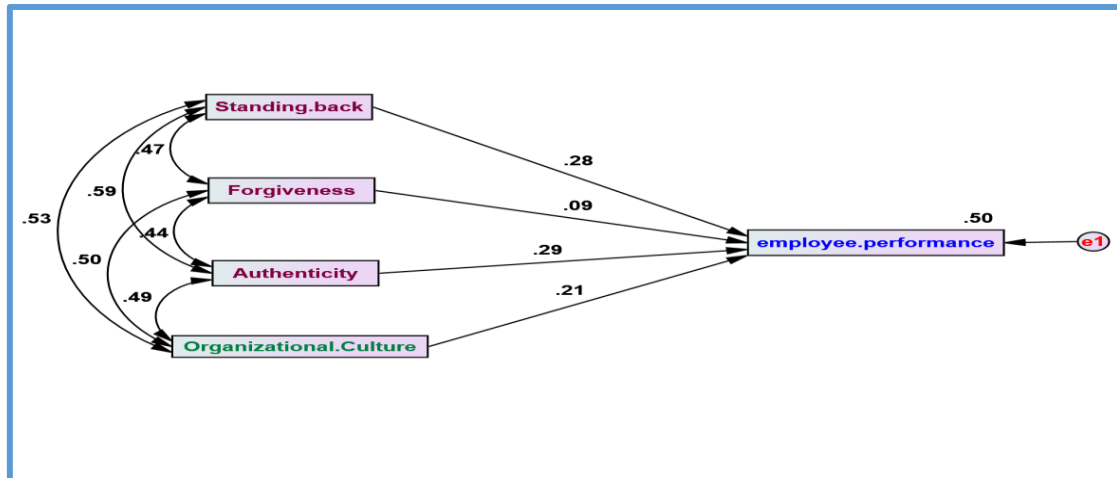 Standing.back
.47
.28
Forgiveness
.59
.09
.53
.44
.50
employee.performance
e1
.50
Authenticity
.29
.49
.21
Organizational.Culture